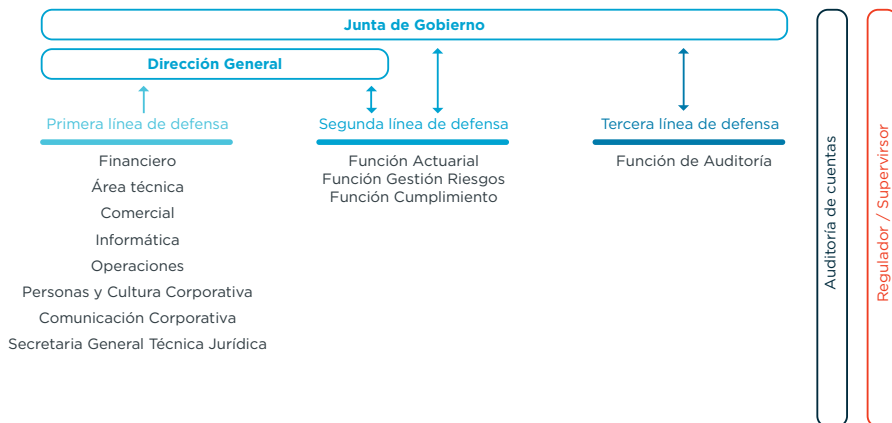 Junta de Gobierno
Dirección General
Primera línea de defensa
Financiero
Área técnica
Comercial
Informática
Operaciones
Personas y Cultura Corporativa
Comunicación Corporativa
Secretaria General Técnica Jurídica
Segunda línea de defensa
Función Actuarial
Función Gestión Riesgos
Función Cumplimiento
Tercera línea de defensa
Función de Auditoría
Auditoría de cuentas
Regulador / Supervirsor